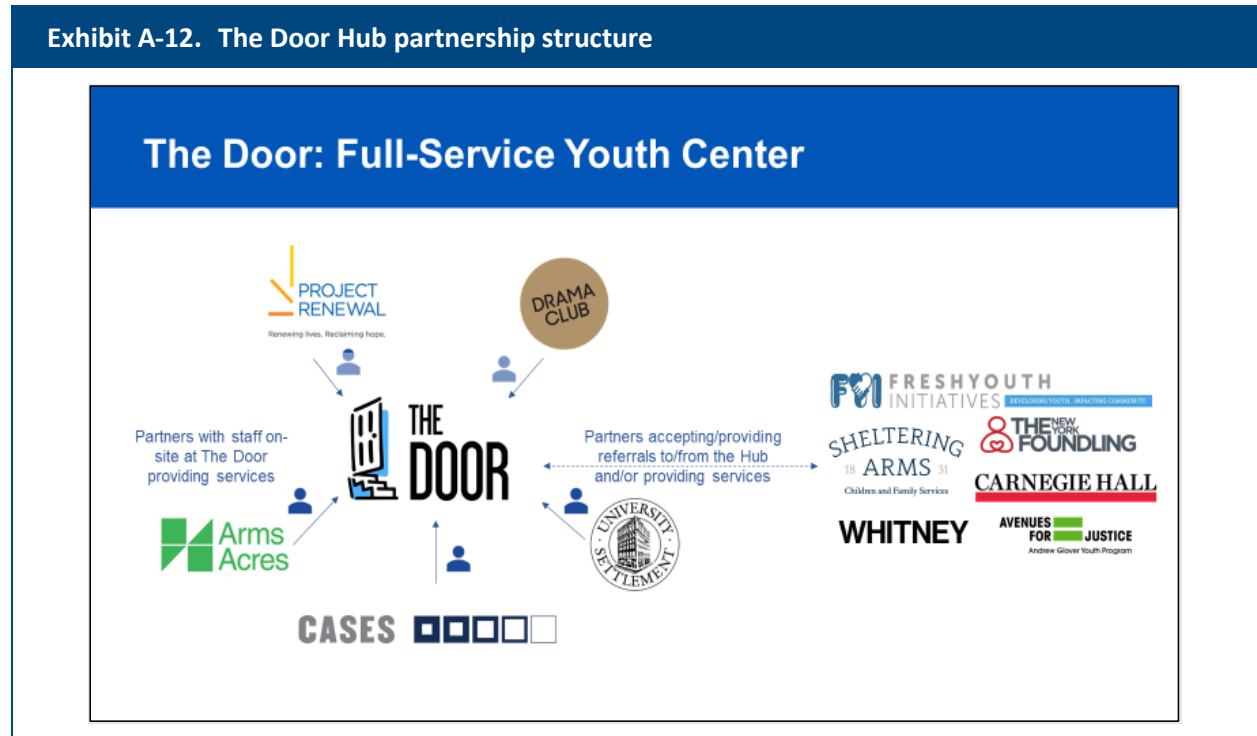 Exhibit A-12. The Door Hub partnership structure
The Door: Full-Service Youth Center
PROJECT
RENEWAL
Renewing lives. Reclaiming hope.
DRAMA
CLUB
THE
DOOR
Partners with staff on-
site at The Door
providing services
Partners accepting/providing
referrals to/from the Hub
and/or providing services
FYI FRESHYOUTH
INITIATIVES
DEVELOPING YOUTH. IMPACTING COMMUNITY.
SHELTERING
18 ARMS 31
Children and Family Services
THE NEW YORK
FOUNDLING
CARNEGIE HALL
WHITNEY
AVENUES
FOR JUSTICE
Andrew Glover Youth Program
Arms
Acres
UNIVERSITY
SETTLEMENT
CASES